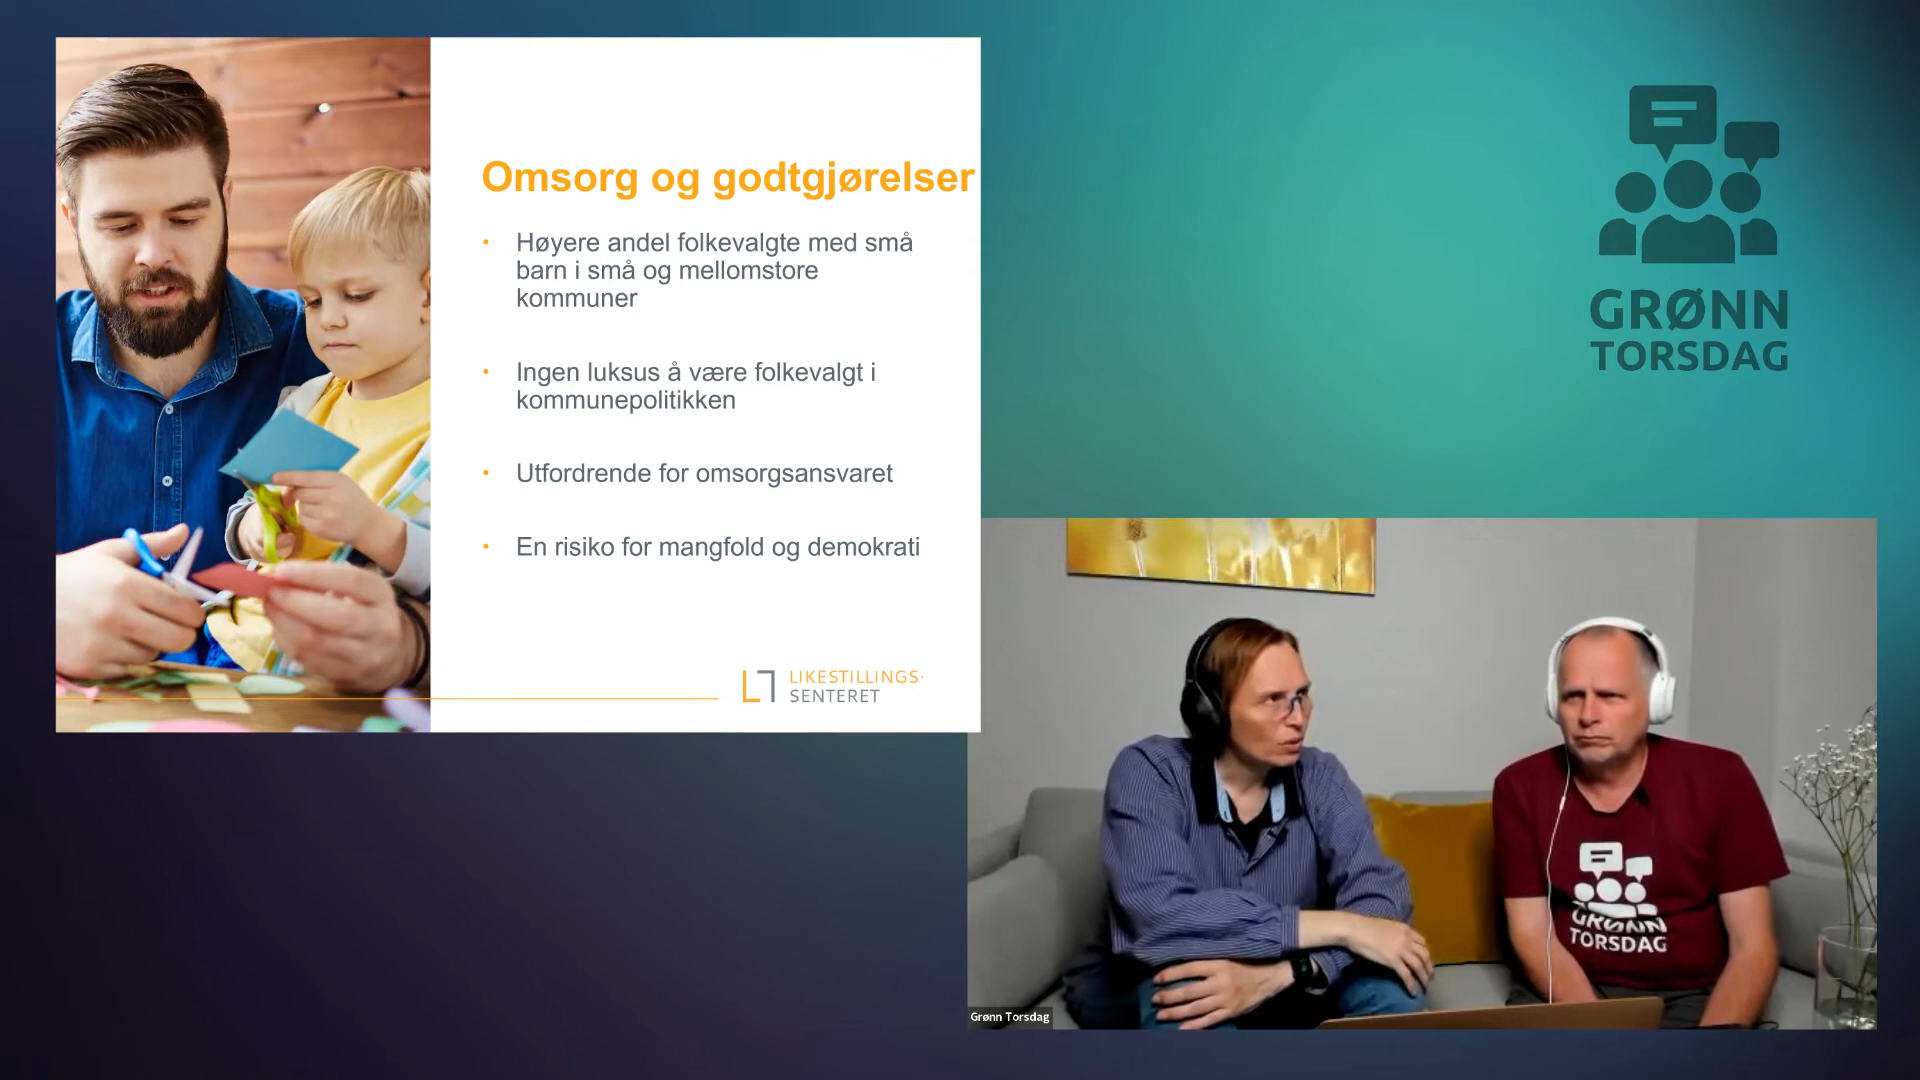 Omsorg og godtgjørelser
• Høyere andel folkevalgte med små
barn i små og mellomstore
kommuner
• Ingen luksus å være folkevalgt i
kommunepolitikken
• Utfordrende for omsorgsansvaret
• En risiko for mangfold og demokrati
LIKESTILLINGS·
SENTERET
GRØNN
TORSDAG
GRØNN
TORSDAG
Grønn Torsdag